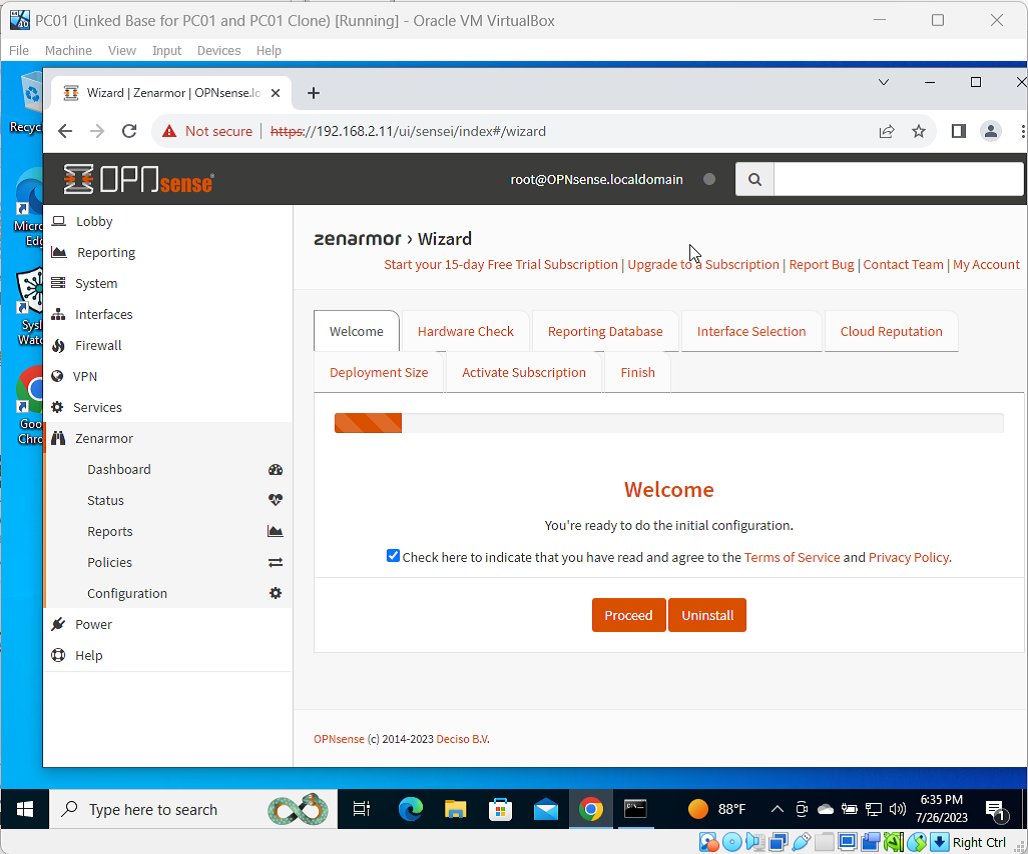 PC01 (Linked Base for PC01 and PC01 Clone) [Running] - Oracle VM VirtualBox
File Machine View Input Devices Help
Wizard | Zenarmor | OPNsense.lo
Not secure | https://192.168.2.11/ui/sensei/index#/wizard
OPNsense
root@OPNsense.localdomain
Lobby
Reporting
System
Interfaces
Firewall
VPN
Services
Zenarmor
Dashboard
Status
Reports
Policies
Configuration
Power
Help
zenarmor › Wizard
Start your 15-day Free Trial Subscription | Upgrade to a Subscription | Report Bug | Contact Team | My Account
Welcome Hardware Check Reporting Database Interface Selection Cloud Reputation
Deployment Size Activate Subscription Finish
Welcome
You're ready to do the initial configuration.
Check here to indicate that you have read and agree to the Terms of Service and Privacy Policy.
Proceed Uninstall
OPNsense (c) 2014-2023 Deciso B.V.
Recyc
Micro
Edg
Sysl
Watc
Goo
Chro
Type here to search
88°F
6:35 PM
7/26/2023
1
Right Ctrl